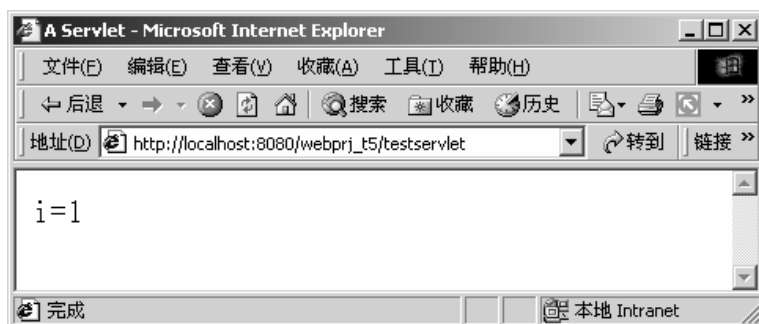 A Servlet - Microsoft Internet Explorer
文件(F) 编辑(E) 查看(V) 收藏(A) 工具(T) 帮助(H)
后退 搜索 收藏 历史 »
地址(D) http://localhost:8080/webprj_t5/testservlet 转到 链接 »
i=1
完成 本地 Intranet